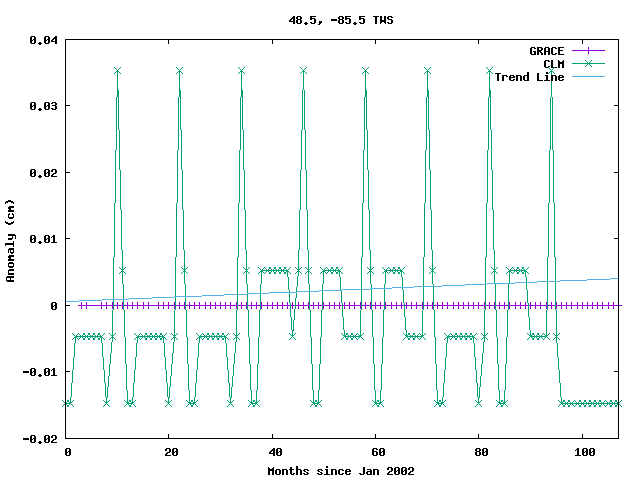 48.5, -85.5 TWS
0.04
GRACE
CLM
Trend Line
0.03
0.02
0.01
0
-0.01
-0.02
Anomaly (cm)
0 20 40 60 80 100
Months since Jan 2002